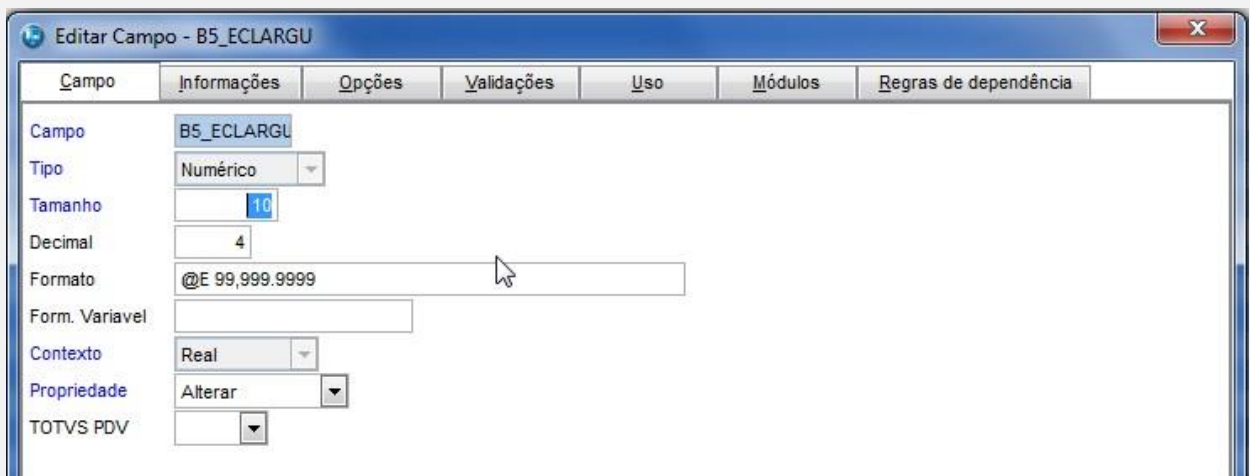 Editar Campo - B5_ECLARGU
Campo Informações Opções Validações Uso Módulos Regras de dependência
Campo B5_ECLARGU
Tipo Numérico
Tamanho 10
Decimal 4
Formato @E 99,999.9999
Form. Variavel
Contexto Real
Propriedade Alterar
TOTVS PDV